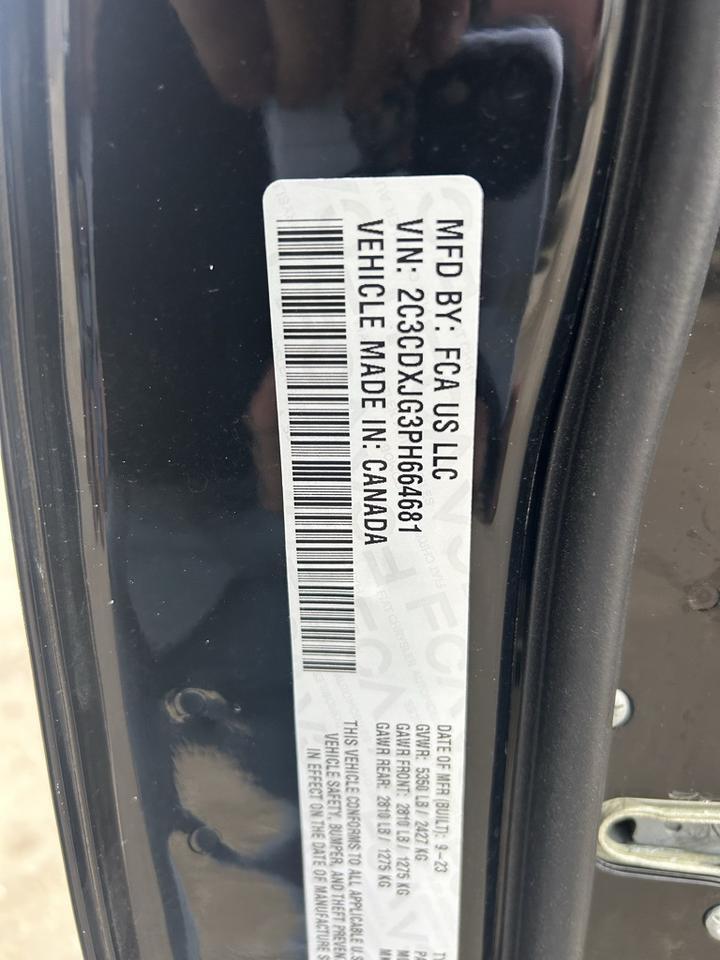 MFD BY: FCA US LLC
VIN: 2C3CDXJG3PH664681
VEHICLE MADE IN: CANADA
DATE OF MFR (BUILT): 9-23
GVWR: 5350 LB / 2427 KG
GAWR FRONT: 2810 LB / 1275 KG
GAWR REAR: 2810 LB / 1275 KG
THIS VEHICLE CONFORMS TO ALL APPLICABLE U.S.
VEHICLE SAFETY, BUMPER, AND THEFT PREVEN
IN EFFECT ON THE DATE OF MANUFACTURE S